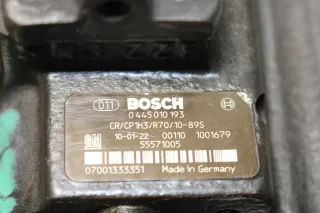 011 BOSCH
0 445 010 193
CR/CP1H3/R70/10-89S
GM 10-01-22 00110 1001679
55571005
07001333351 Made in Germany